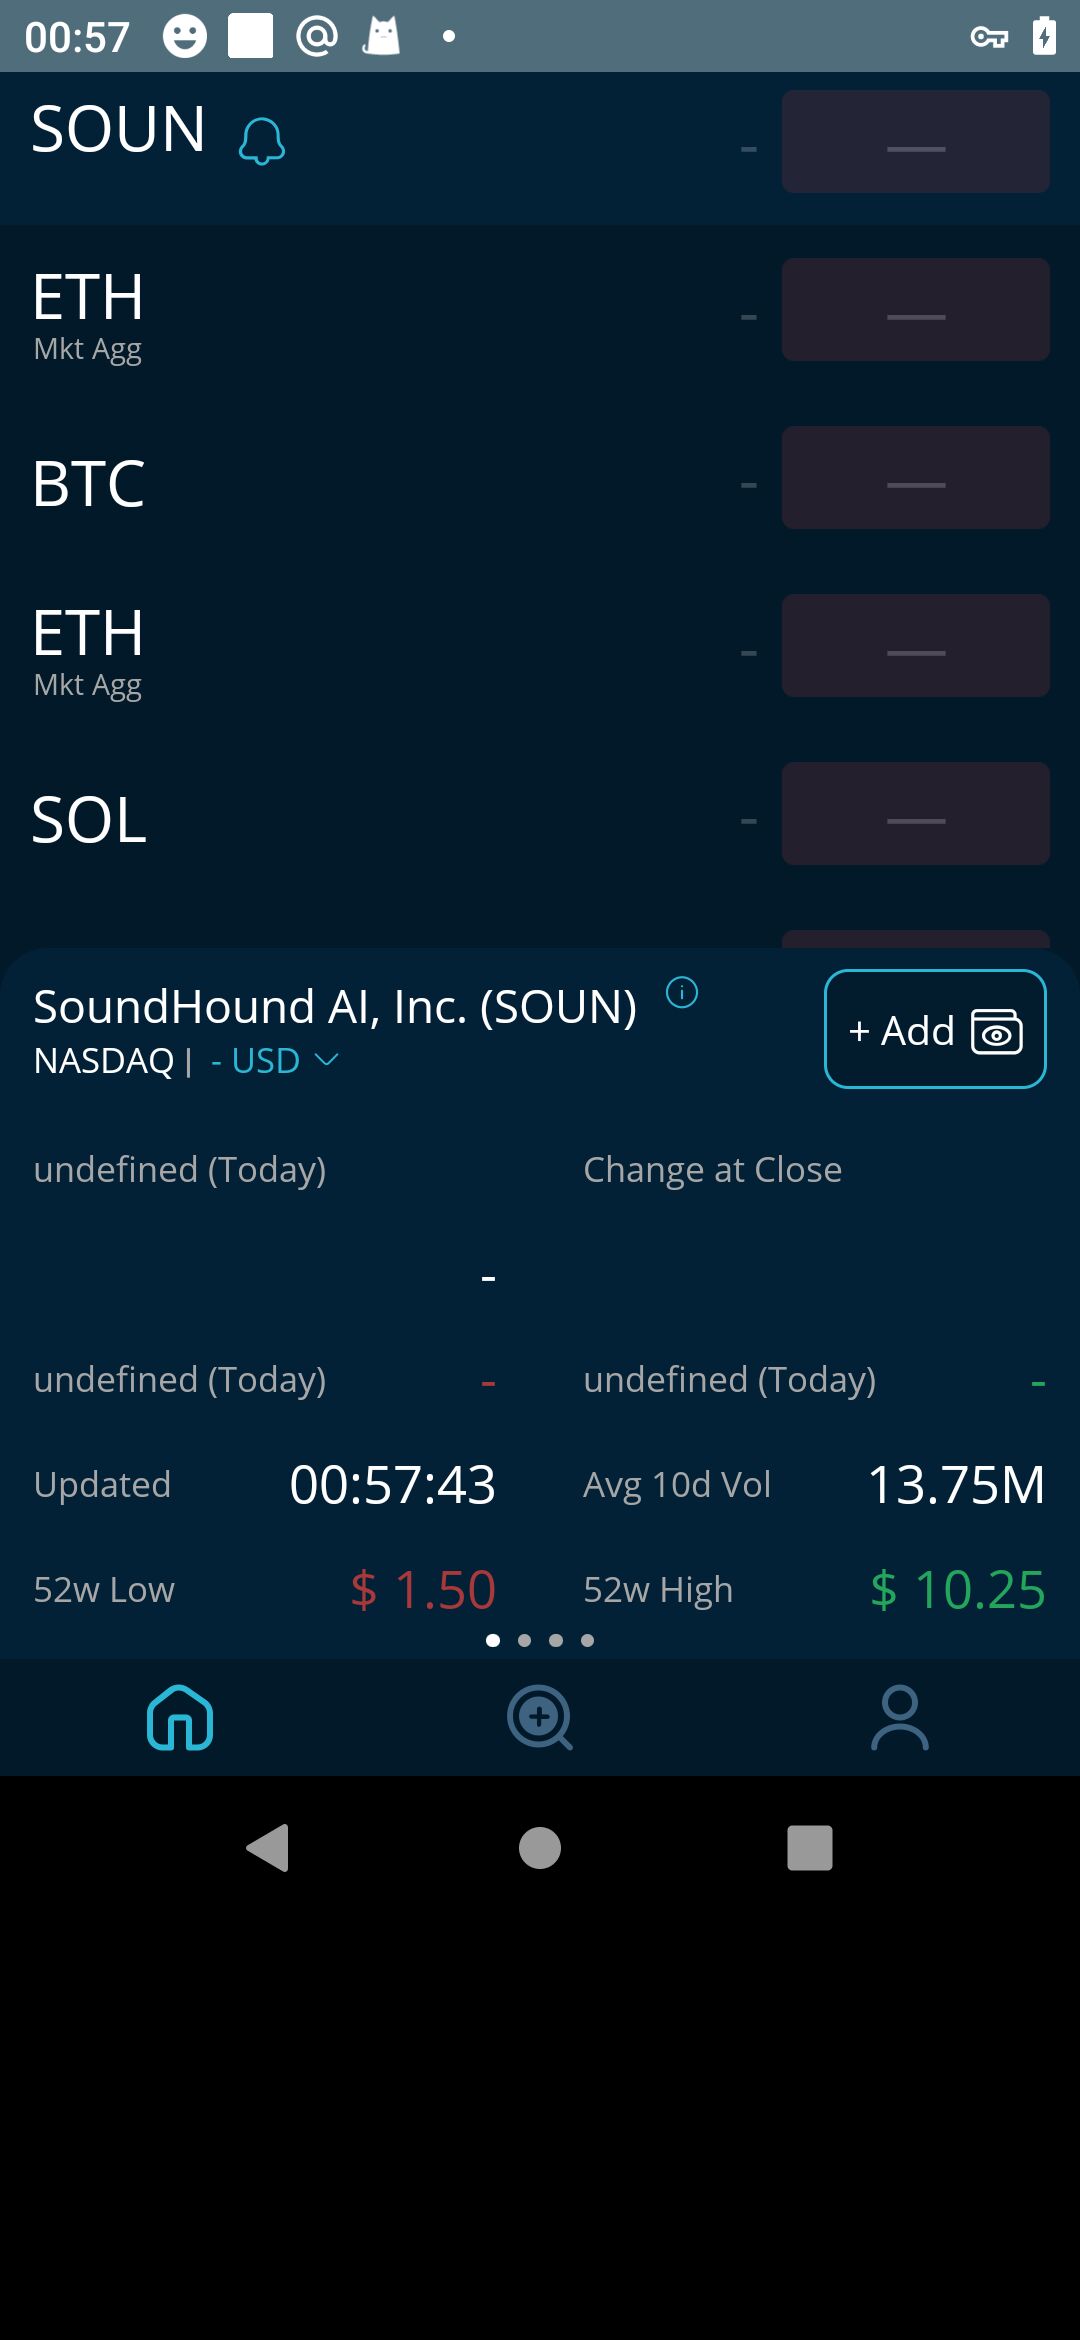 00:57
SOUN - —
ETH - —
Mkt Agg
BTC - —
ETH - —
Mkt Agg
SOL - —
SoundHound AI, Inc. (SOUN)
NASDAQ | - USD
+ Add
undefined (Today) Change at Close
-
undefined (Today) - undefined (Today) -
Updated 00:57:43 Avg 10d Vol 13.75M
52w Low $ 1.50 52w High $ 10.25